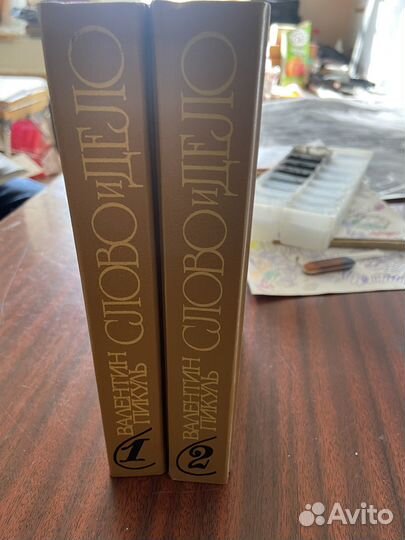 ВАЛЕНТИН
ПИКУЛЬ
СЛОВО и ДЕЛО
1
ВАЛЕНТИН
ПИКУЛЬ
СЛОВО и ДЕЛО
2
Avito